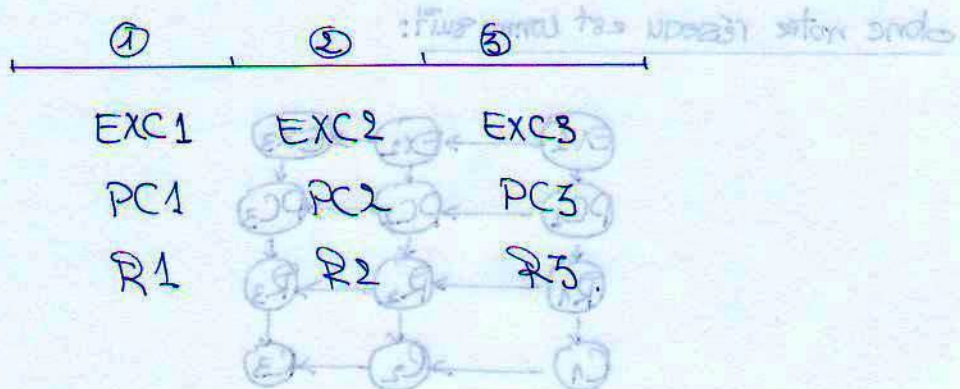 ① ② ③
EXC1 EXC2 EXC3
PC1 PC2 PC3
R1 R2 R3